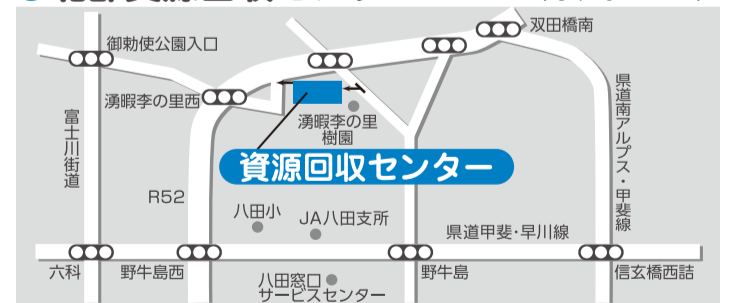 双田橋南
御勅使公園入口
湧暇李の里西
湧暇李の里
樹園
富士川街道
県道南アルプス・甲斐線
資源回収センター
R52
八田小
JA八田支所
県道甲斐・早川線
六科
野牛島西
野牛島
信玄橋西詰
八田窓口
サービスセンター